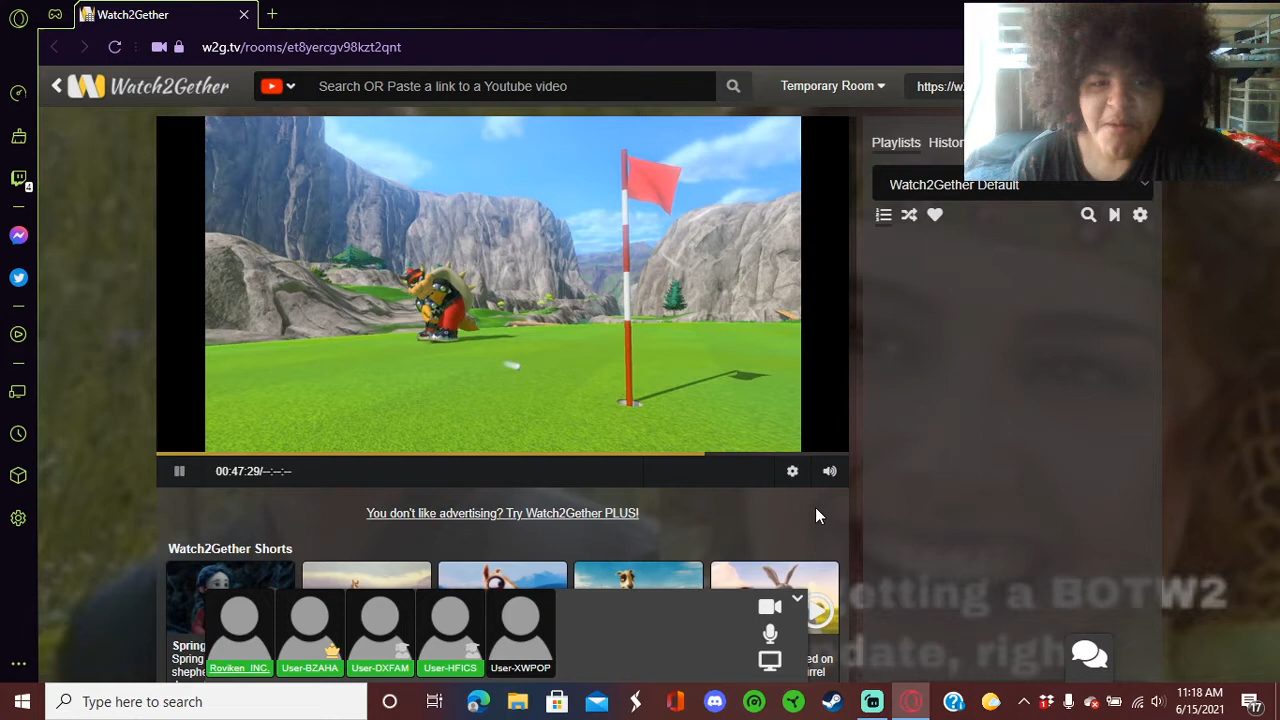 Watch2Gether
w2g.tv/rooms/et8yercgv98kzt2qnt
4
Watch2Gether
Search OR Paste a link to a Youtube video
Temporary Room
https://w
Playlists
Histor
Watch2Gether Default
00:47:29/--:--:--
You don't like advertising? Try Watch2Gether PLUS!
Watch2Gether Shorts
etting a BOTW2
date, righ
Spring
Spring
shephe
ed on
irrel
Roviken_INC.
User-BZAHA
User-DXFAM
User-HFICS
User-XWPOP
Type here to search
11:18 AM
6/15/2021
17